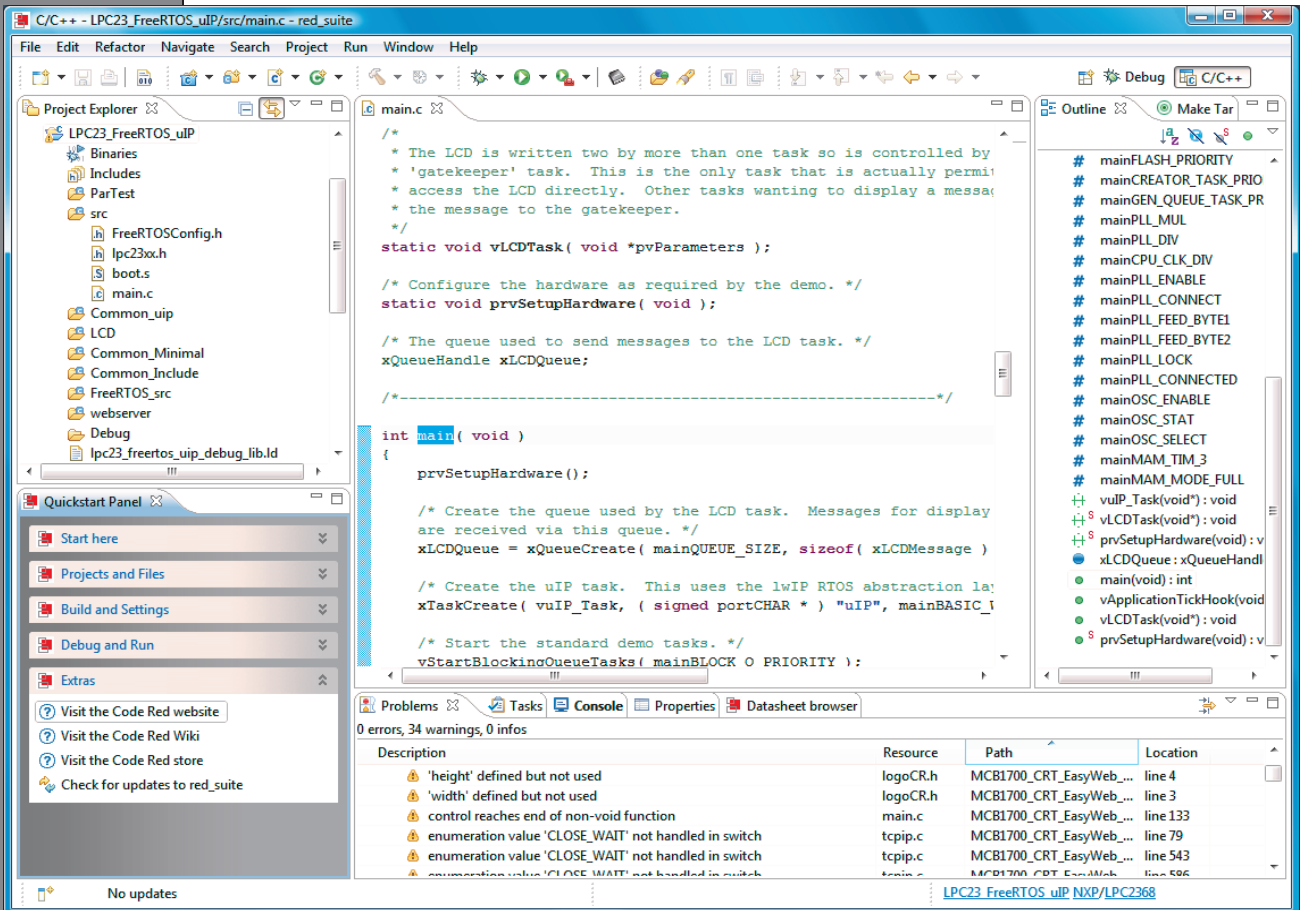 C/C++ - LPC23_FreeRTOS_uIP/src/main.c - red_suite
File Edit Refactor Navigate Search Project Run Window Help
Debug C/C++
Project Explorer
LPC23_FreeRTOS_uIP
Binaries
Includes
ParTest
src
FreeRTOSConfig.h
lpc23xx.h
boot.s
main.c
Common_uip
LCD
Common_Minimal
Common_Include
FreeRTOS_src
webserver
Debug
lpc23_freertos_uip_debug_lib.ld
Quickstart Panel
Start here
Projects and Files
Build and Settings
Debug and Run
Extras
Visit the Code Red website
Visit the Code Red Wiki
Visit the Code Red store
Check for updates to red_suite
main.c
/*
* The LCD is written two by more than one task so is controlled by
* 'gatekeeper' task. This is the only task that is actually permit
* access the LCD directly. Other tasks wanting to display a messag
* the message to the gatekeeper.
*/
static void vLCDTask( void *pvParameters );
/* Configure the hardware as required by the demo. */
static void prvSetupHardware( void );
/* The queue used to send messages to the LCD task. */
xQueueHandle xLCDQueue;
/*-----------------------------------------------------------*/
int main( void )
{
prvSetupHardware();
/* Create the queue used by the LCD task. Messages for display
are received via this queue. */
xLCDQueue = xQueueCreate( mainQUEUE_SIZE, sizeof( xLCDMessage )
/* Create the uIP task. This uses the lwIP RTOS abstraction lay
xTaskCreate( vuIP_Task, ( signed portCHAR * ) "uIP", mainBASIC_W
/* Start the standard demo tasks. */
vStartBlockingQueueTasks( mainBLOCK_Q_PRIORITY );
Outline Make Tar
mainFLASH_PRIORITY
mainCREATOR_TASK_PRIO
mainGEN_QUEUE_TASK_PR
mainPLL_MUL
mainPLL_DIV
mainCPU_CLK_DIV
mainPLL_ENABLE
mainPLL_CONNECT
mainPLL_FEED_BYTE1
mainPLL_FEED_BYTE2
mainPLL_LOCK
mainPLL_CONNECTED
mainOSC_ENABLE
mainOSC_STAT
mainOSC_SELECT
mainMAM_TIM_3
mainMAM_MODE_FULL
vuIP_Task(void*) : void
vLCDTask(void*) : void
prvSetupHardware(void) : v
xLCDQueue : xQueueHandl
main(void) : int
vApplicationTickHook(void
vLCDTask(void*) : void
prvSetupHardware(void) : v
Problems Tasks Console Properties Datasheet browser
0 errors, 34 warnings, 0 infos
Description Resource Path Location
'height' defined but not used logoCR.h MCB1700_CRT_EasyWeb_... line 4
'width' defined but not used logoCR.h MCB1700_CRT_EasyWeb_... line 3
control reaches end of non-void function main.c MCB1700_CRT_EasyWeb_... line 133
enumeration value 'CLOSE_WAIT' not handled in switch tcpip.c MCB1700_CRT_EasyWeb_... line 79
enumeration value 'CLOSE_WAIT' not handled in switch tcpip.c MCB1700_CRT_EasyWeb_... line 543
enumeration value 'CLOSE_WAIT' not handled in switch tcpip.c MCB1700_CRT_EasyWeb_... line 586
No updates
LPC23_FreeRTOS_uIP NXP/LPC2368